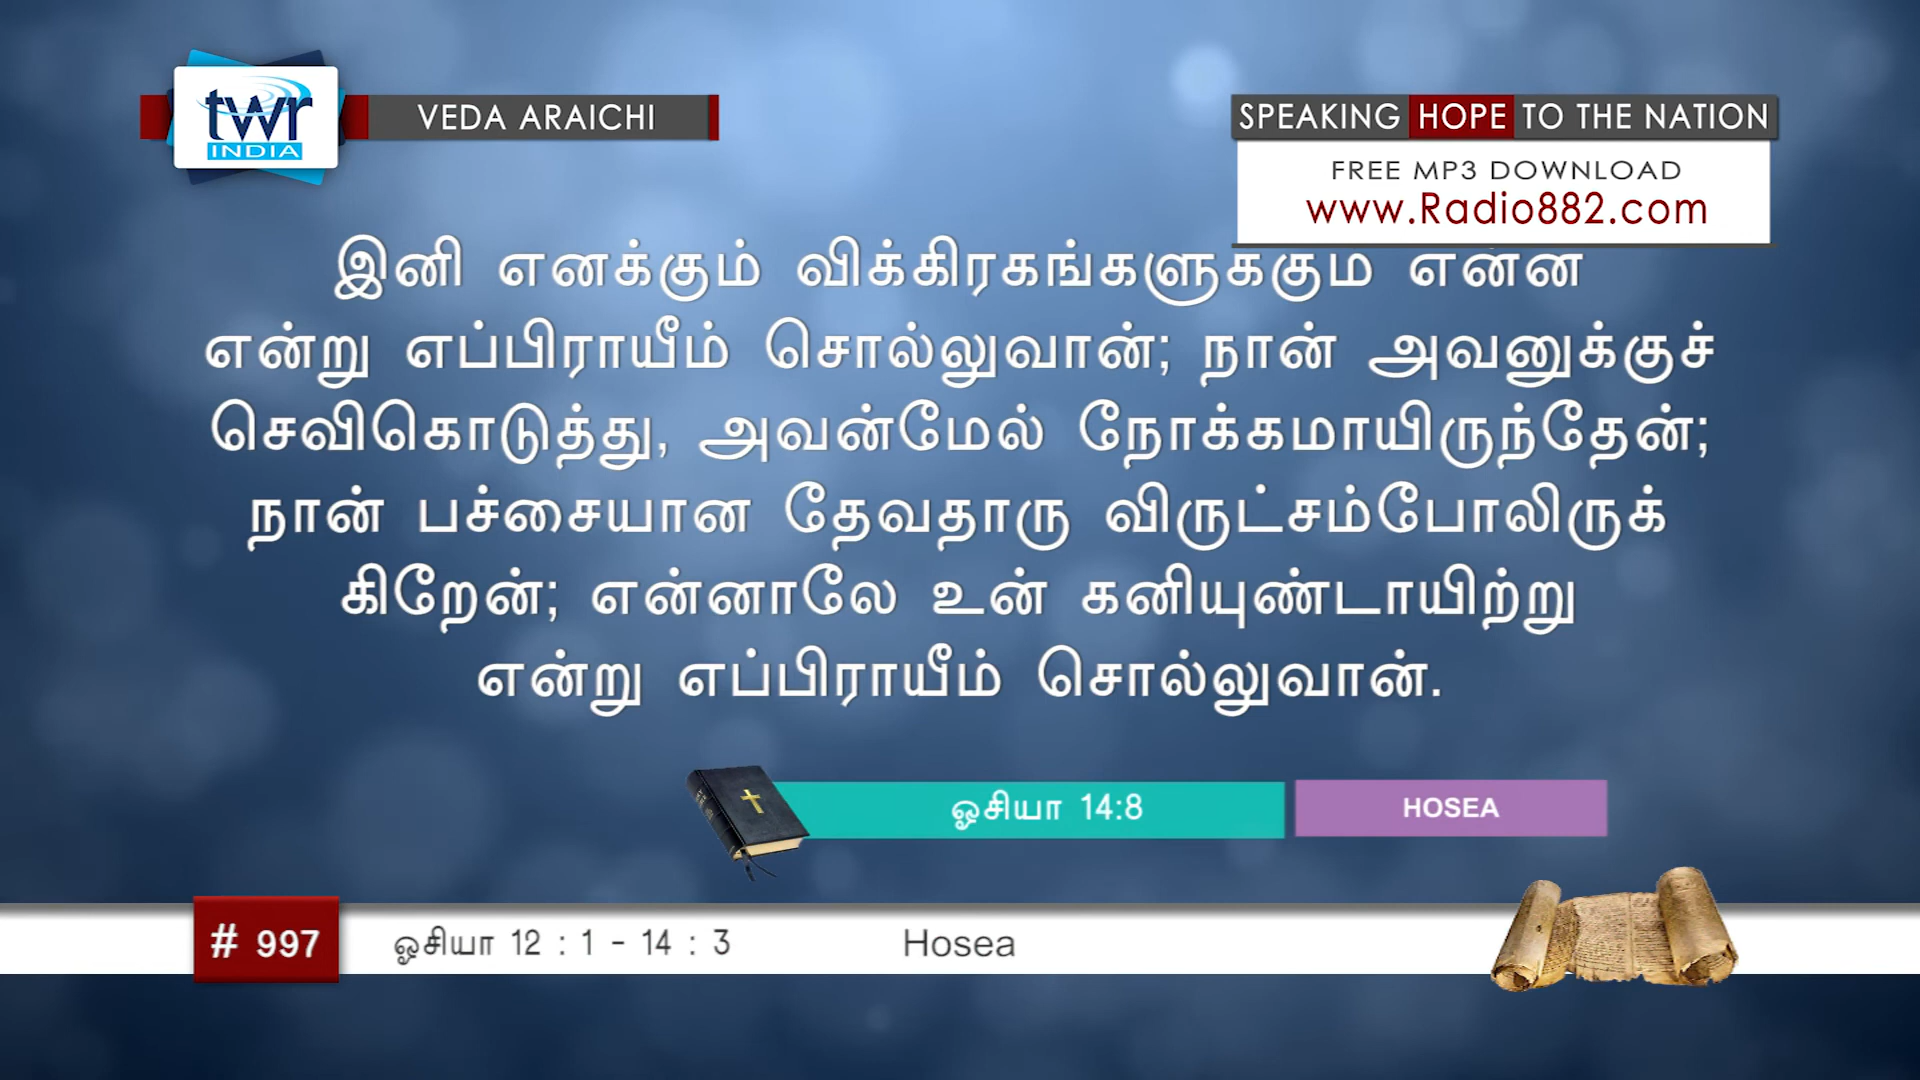 twr
INDIA
VEDA ARAICHI
SPEAKING HOPE TO THE NATION
FREE MP3 DOWNLOAD
www.Radio882.com
இனி எனக்கும் விக்கிரகங்களுக்கும் என்ன
என்று எப்பிராயீம் சொல்லுவான்; நான் அவனுக்குச்
செவிகொடுத்து, அவன்மேல் நோக்கமாயிருந்தேன்;
நான் பச்சையான தேவதாரு விருட்சம்போலிருக்
கிறேன்; என்னாலே உன் கனியுண்டாயிற்று
என்று எப்பிராயீம் சொல்லுவான்.
ஓசியா 14:8
HOSEA
# 997
ஓசியா 12 : 1 - 14 : 3
Hosea